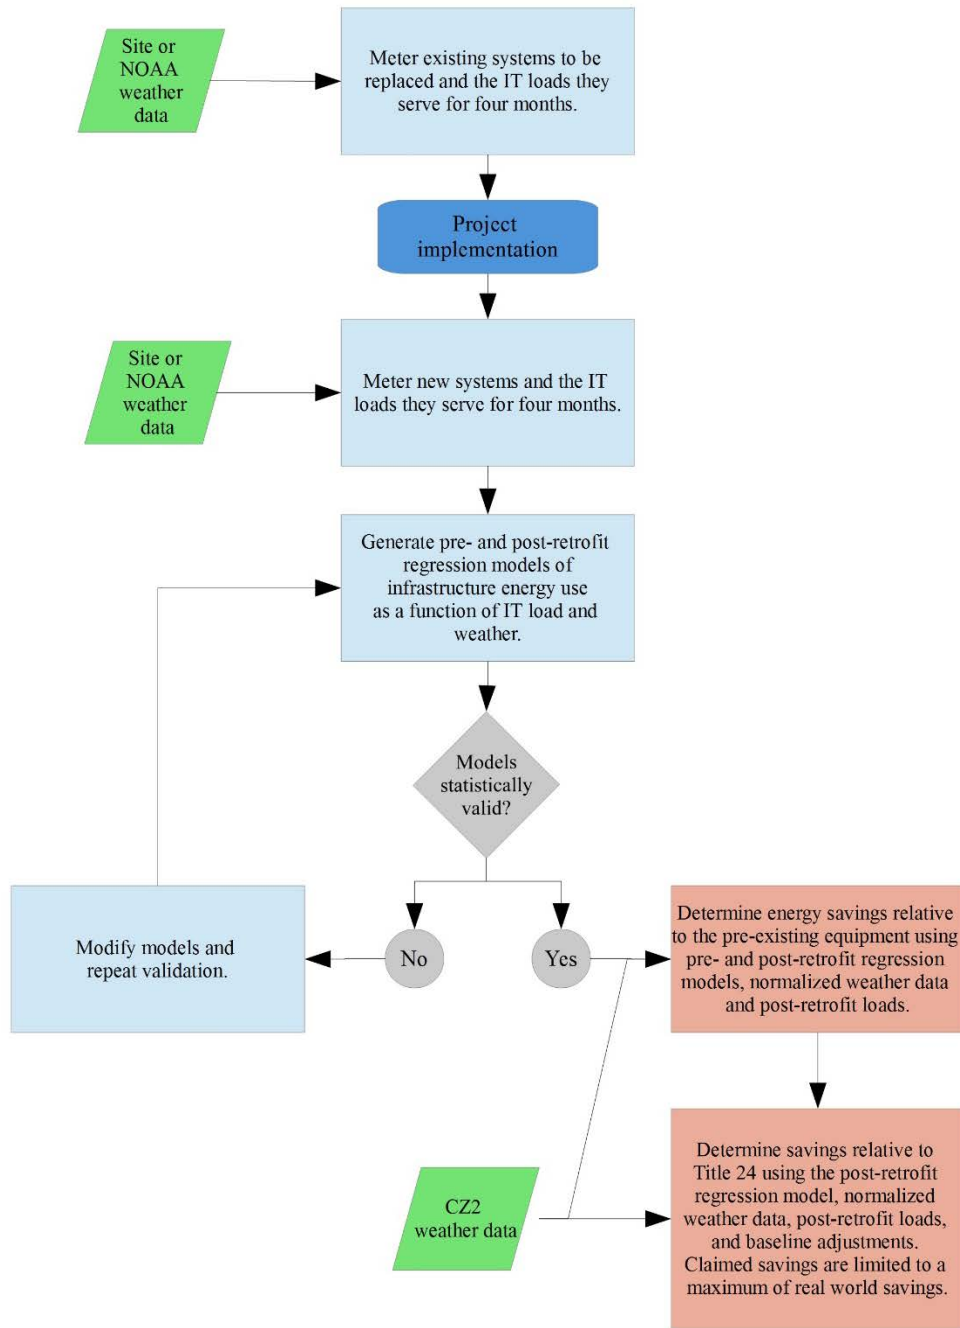 Site or
NOAA
weather
data
Meter existing systems to be
replaced and the IT loads they
serve for four months.
Project
implementation
Site or
NOAA
weather
data
Meter new systems and the IT
loads they serve for four months.
Generate pre- and post-retrofit
regression models of
infrastructure energy use
as a function of IT load and
weather.
Models
statistically
valid?
No
Yes
Modify models and
repeat validation.
Determine energy savings relative
to the pre-existing equipment using
pre- and post-retrofit regression
models, normalized weather data
and post-retrofit loads.
CZ2
weather data
Determine savings relative to
Title 24 using the post-retrofit
regression model, normalized
weather data, post-retrofit loads,
and baseline adjustments.
Claimed savings are limited to a
maximum of real world savings.